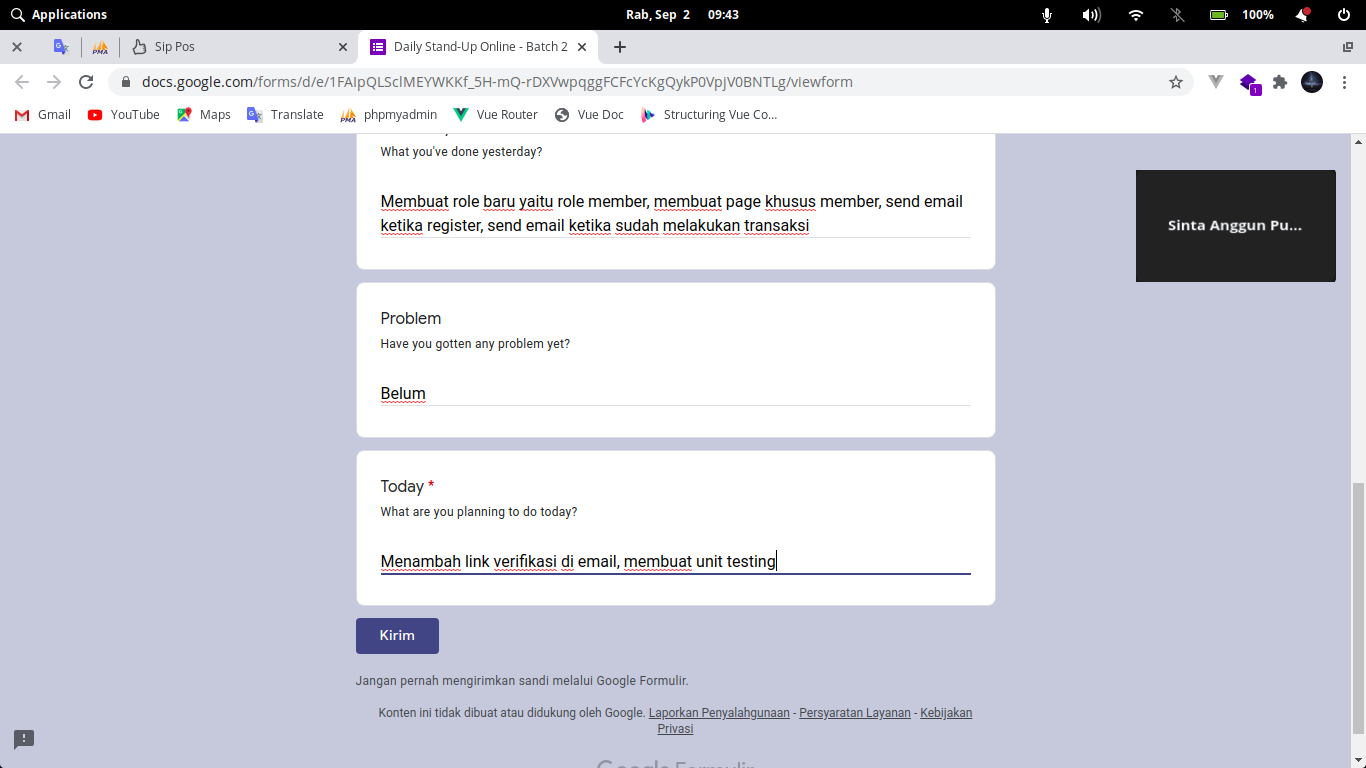 Applications
Rab, Sep 2 09:43
100%
PMA
Sip Pos
Daily Stand-Up Online - Batch 2
docs.google.com/forms/d/e/1FAIpQLSclMEYWKKf_5H-mQ-rDXVwpqggFCFcYcKgQykP0VpjV0BNTLg/viewform
1
Gmail
YouTube
Maps
Translate
phpmyadmin
Vue Router
Vue Doc
Structuring Vue Co...
What you've done yesterday?
Membuat role baru yaitu role member, membuat page khusus member, send email
ketika register, send email ketika sudah melakukan transaksi
Sinta Anggun Pu...
Problem
Have you gotten any problem yet?
Belum
Today *
What are you planning to do today?
Menambah link verifikasi di email, membuat unit testing
Kirim
Jangan pernah mengirimkan sandi melalui Google Formulir.
Konten ini tidak dibuat atau didukung oleh Google. Laporkan Penyalahgunaan - Persyaratan Layanan - Kebijakan
Privasi
Google Formulir